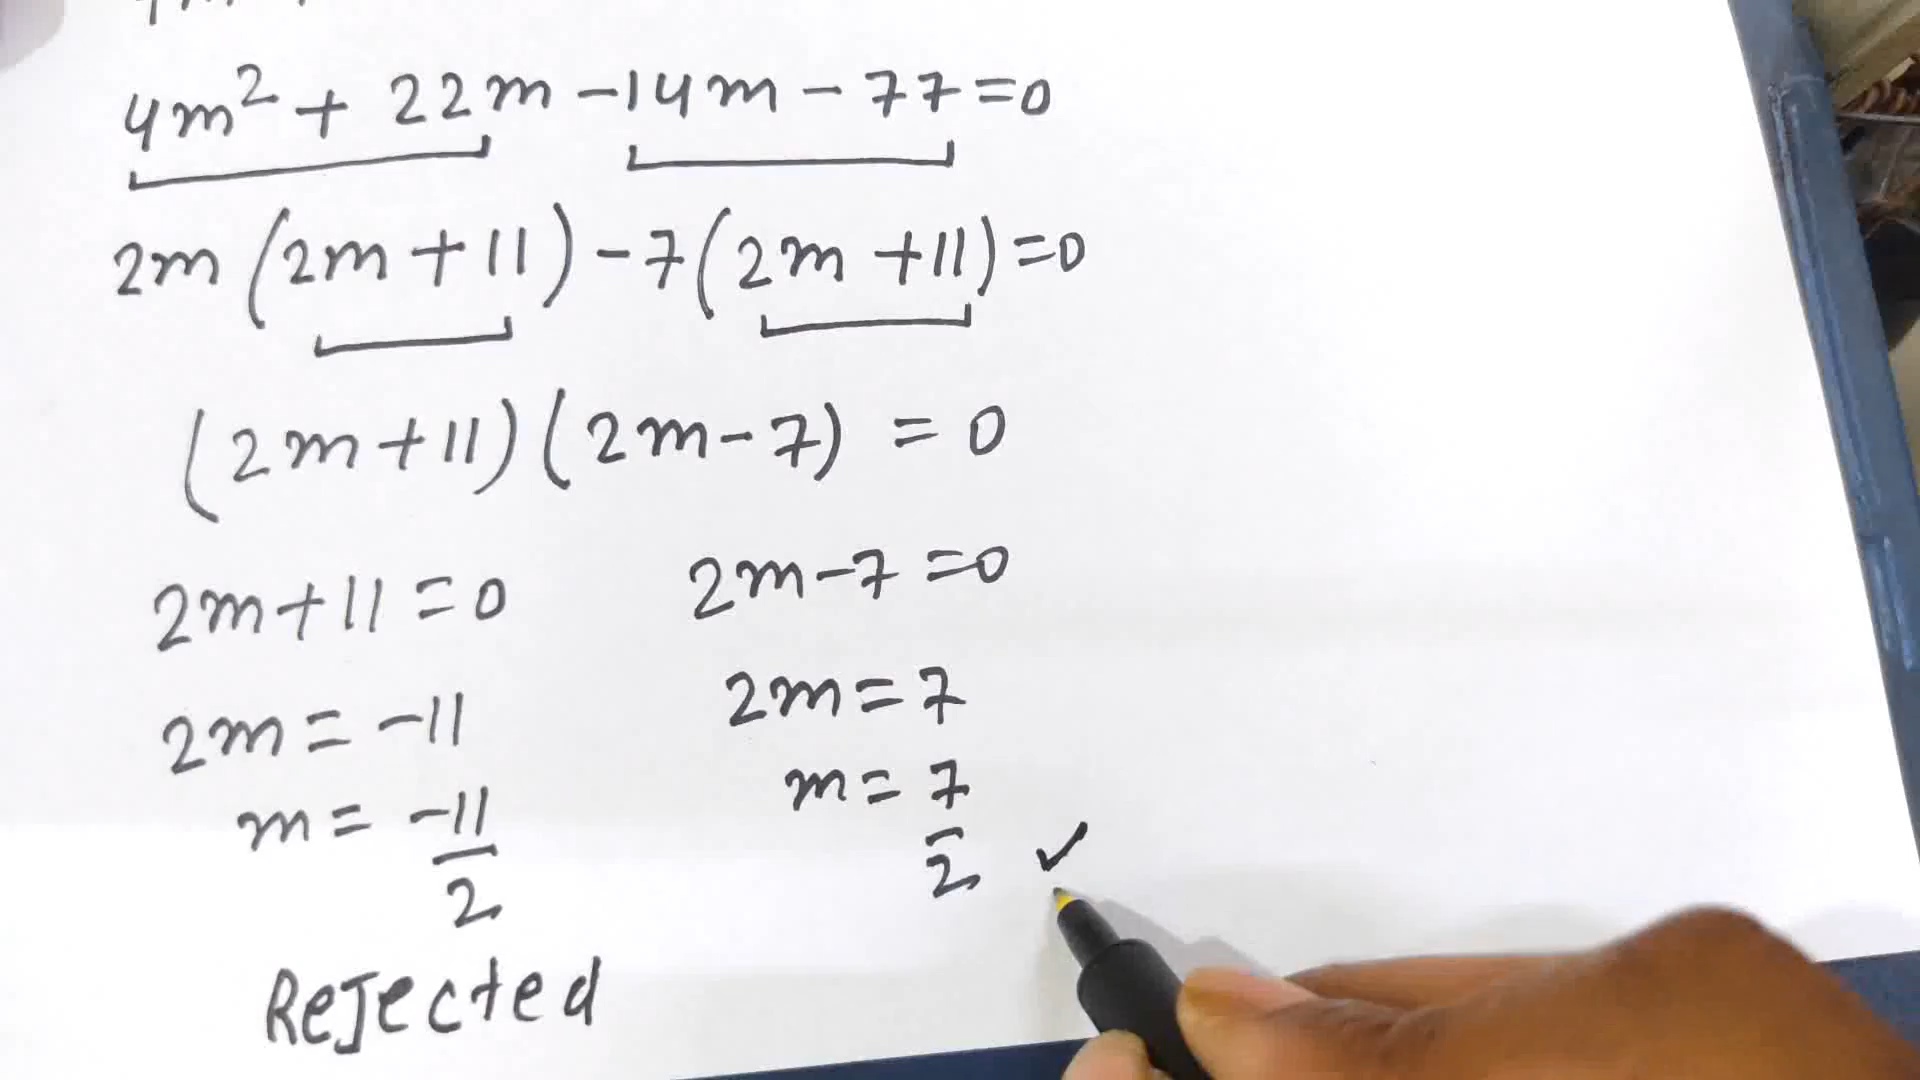 4m² + 22m - 14m - 77 = 0
2m (2m + 11) - 7 (2m + 11) = 0
(2m + 11) (2m - 7) = 0
2m + 11 = 0
2m = -11
m = -11/2
Rejected
2m - 7 = 0
2m = 7
m = 7/2 ✓